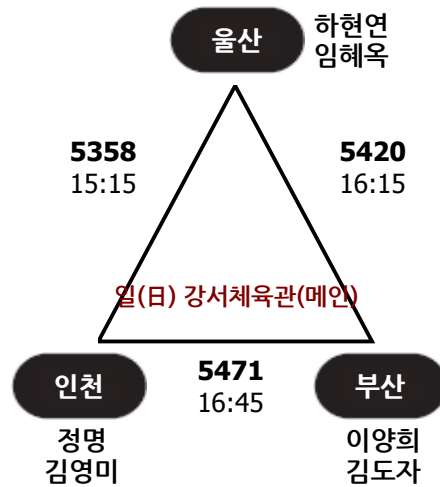 울산
하현연
임혜옥
5358
15:15
5420
16:15
일(日) 강서체육관(메인)
인천
5471
16:45
부산
정명
김영미
이양희
김도자